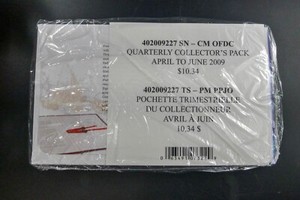 402009227 SN – CM OFDC
QUARTERLY COLLECTOR'S PACK
APRIL TO JUNE 2009
$10.34
402009227 TS – PM PPJO
POCHETTE TRIMESTRIELLE
DU COLLECTIONNEUR
AVRIL À JUIN
10.34 $